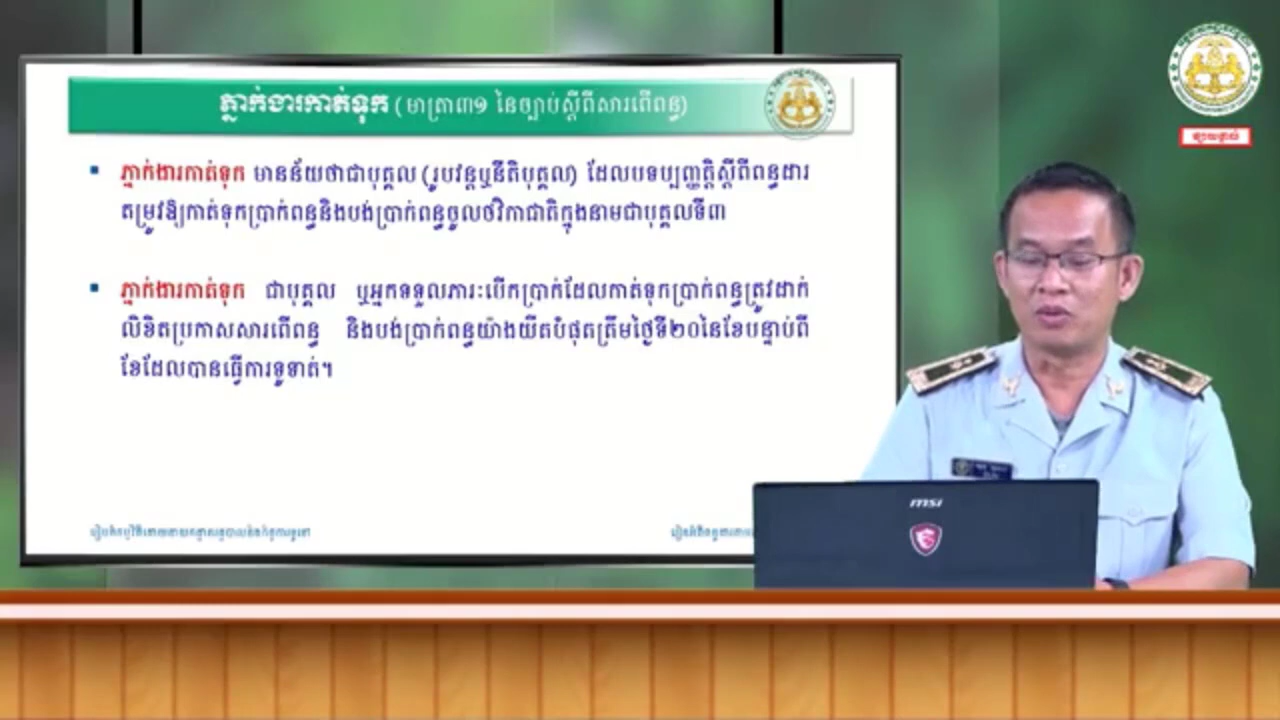 ភ្នាក់ងារកាត់ទុក (មាត្រា៣១ នៃច្បាប់ស្តីពីសារពើពន្ធ)
ភ្នាក់ងារកាត់ទុក មានន័យថាជាបុគ្គល (រូបវន្តឬនីតិបុគ្គល) ដែលបទប្បញ្ញត្តិស្តីពីពន្ធដារ
តម្រូវឱ្យកាត់ទុកប្រាក់ពន្ធនិងបង់ប្រាក់ពន្ធចូលថវិកាជាតិក្នុងនាមជាបុគ្គលទី៣
ភ្នាក់ងារកាត់ទុក ជាបុគ្គល ឬអ្នកទទួលភារៈបើកប្រាក់ដែលកាត់ទុកប្រាក់ពន្ធត្រូវដាក់
លិខិតប្រកាសសារពើពន្ធ និងបង់ប្រាក់ពន្ធយ៉ាងយឺតបំផុតត្រឹមថ្ងៃទី២០នៃខែបន្ទាប់ពី
ខែដែលបានធ្វើការទូទាត់។
ផ្សាយផ្ទាល់
msi